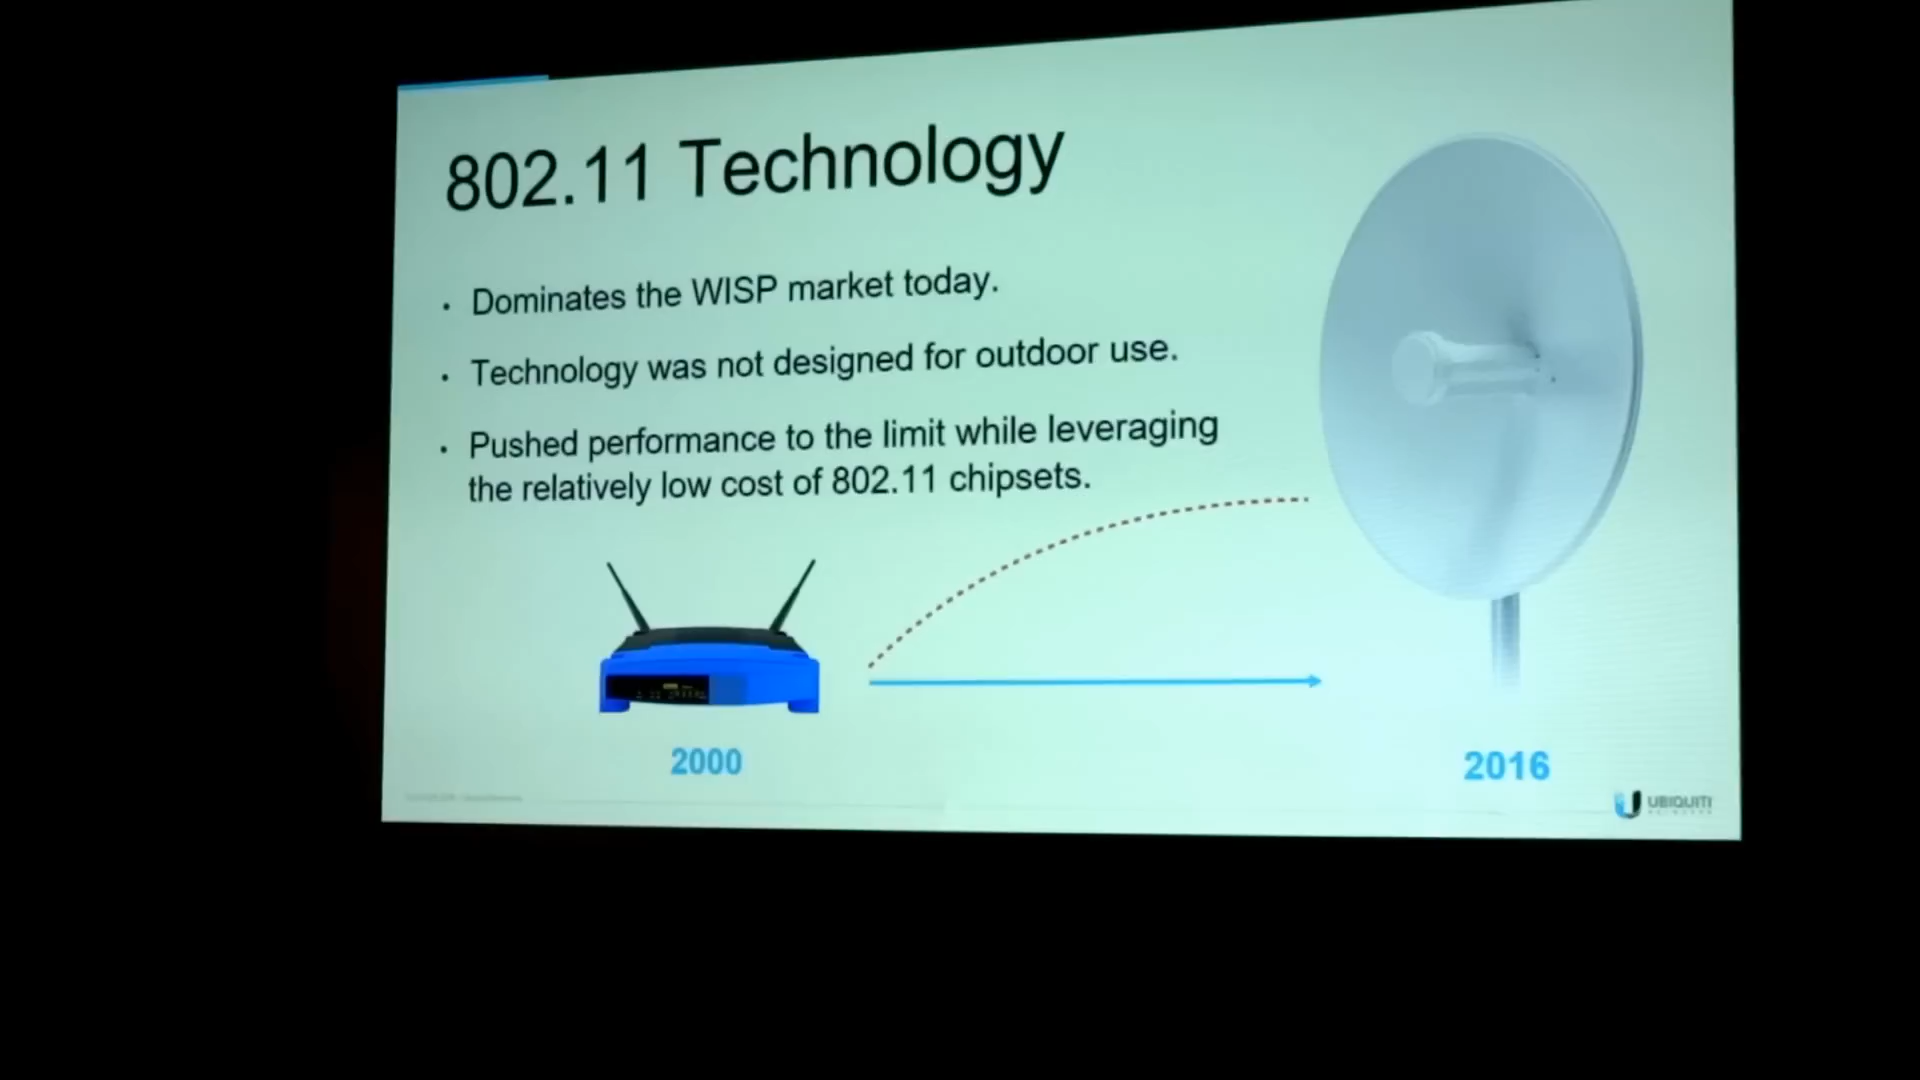 802.11 Technology
· Dominates the WISP market today.
· Technology was not designed for outdoor use.
· Pushed performance to the limit while leveraging
the relatively low cost of 802.11 chipsets.
2000
2016
UBIQUITI
NETWORKS